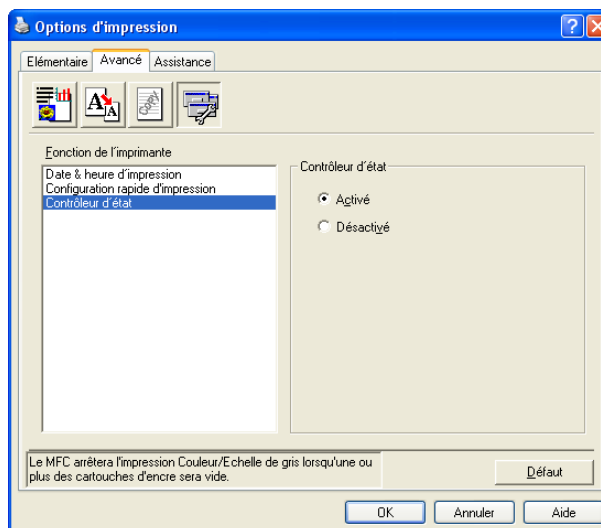 Options d'impression
Elémentaire Avancé Assistance
Fonction de l'imprimante
Date & heure d'impression
Configuration rapide d'impression
Contrôleur d'état
Contrôleur d'état
Activé
Désactivé
Le MFC arrêtera l'impression Couleur/Echelle de gris lorsqu'une ou
plus des cartouches d'encre sera vide.
Défaut
OK Annuler Aide